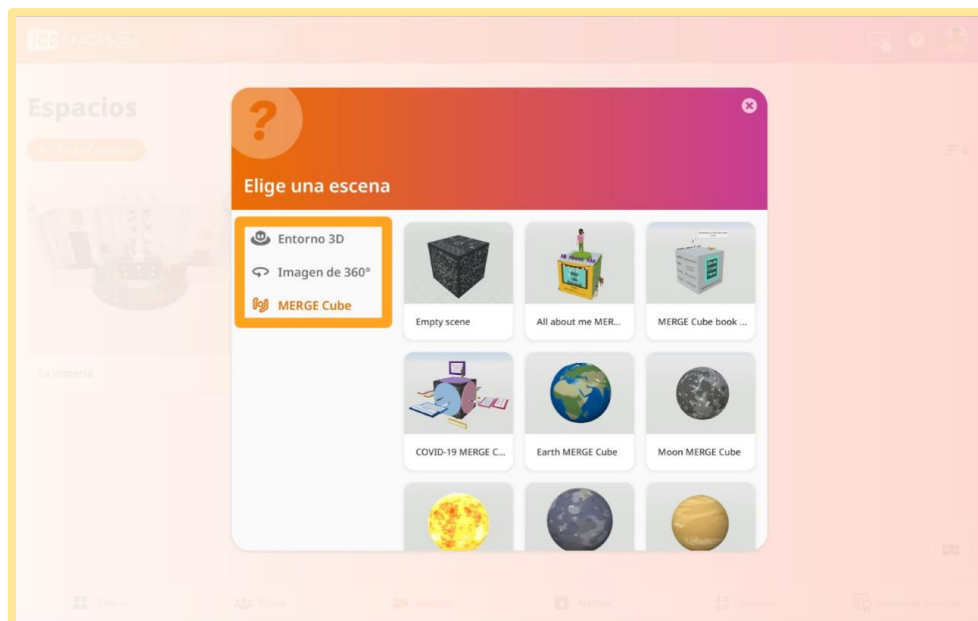 Espacios
Elige una escena
Entorno 3D
Imagen de 360°
MERGE Cube
Empty scene
All about me MER...
MERGE Cube book ...
COVID-19 MERGE C...
Earth MERGE Cube
Moon MERGE Cube
La materia